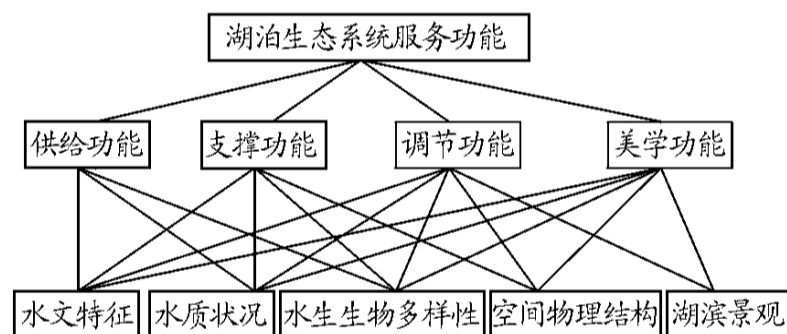 湖泊生态系统服务功能
供给功能 支撑功能 调节功能 美学功能
水文特征 水质状况 水生生物多样性 空间物理结构 湖滨景观